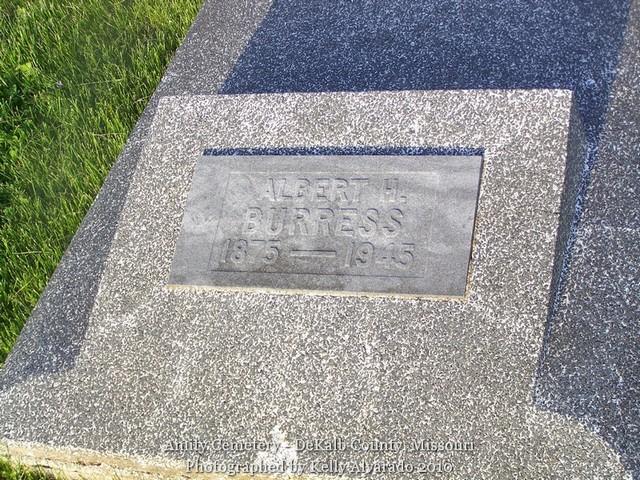 ALBERT H.
BURRESS
1875—1945
Amity Cemetery - DeKalb County, Missouri
Photographed by Kelly Alvarado 2010